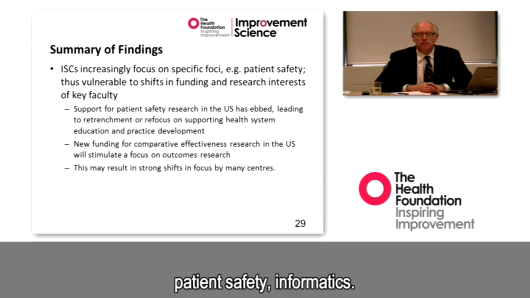 The
Health
Foundation
Inspiring
Improvement
Improvement
Science
Summary of Findings
• ISCs increasingly focus on specific foci, e.g. patient safety;
thus vulnerable to shifts in funding and research interests
of key faculty
– Support for patient safety research in the US has ebbed, leading
to retrenchment or refocus on supporting health system
education and practice development
– New funding for comparative effectiveness research in the US
will stimulate a focus on outcomes research
– This may result in strong shifts in focus by many centres.
29
The
Health
Foundation
Inspiring
Improvement
patient safety, informatics.